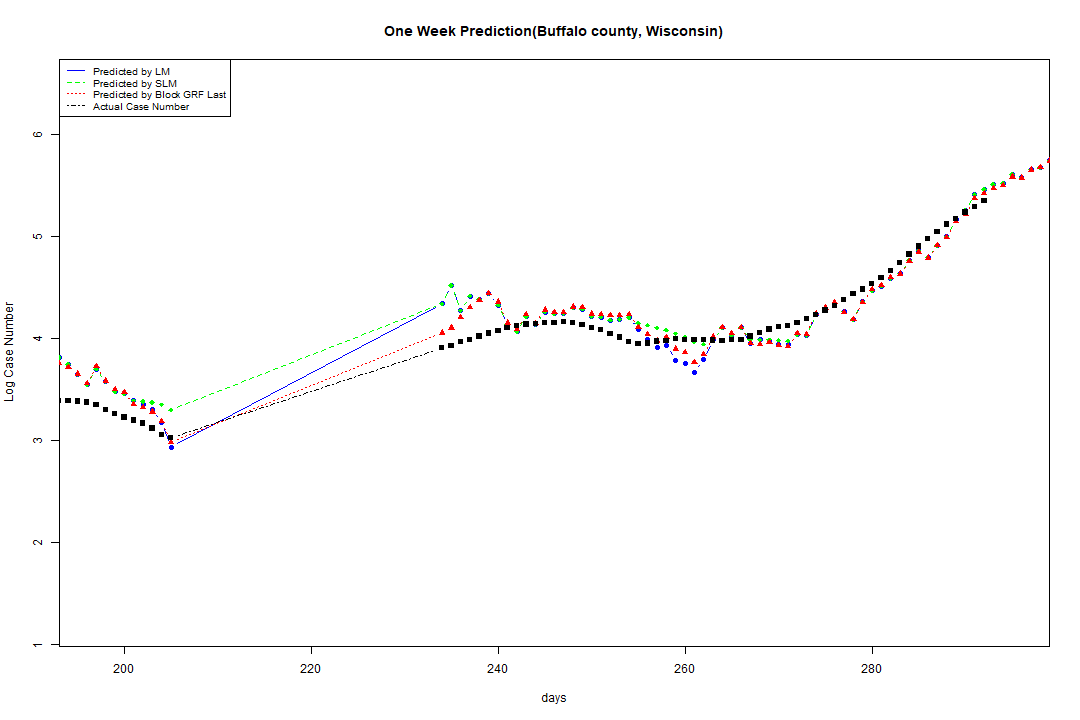 One Week Prediction(Buffalo county, Wisconsin)
Predicted by LM
Predicted by SLM
Predicted by Block GRF Last
Actual Case Number
6
5
4
3
2
1
Log Case Number
200 220 240 260 280
days